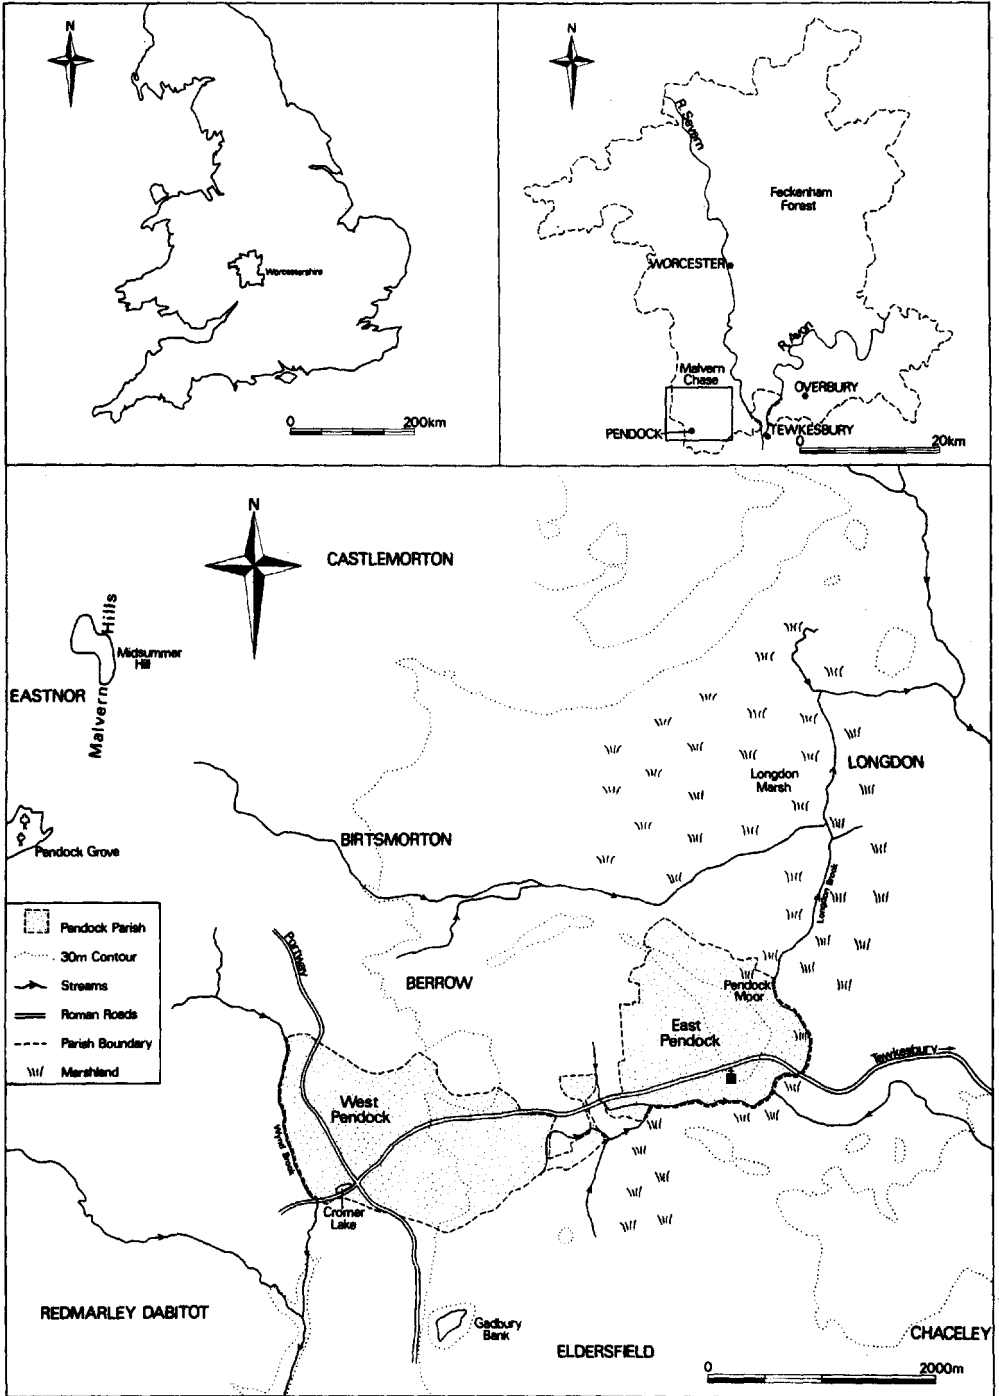 N
Worcestershire
0 200km
N
R. Severn
Feckenham
Forest
WORCESTER
R. Avon
Malvern
Chase
OVERBURY
PENDOCK
TEWKESBURY
0 20km
N
CASTLEMORTON
Malvern Hills
Midsummer
Hill
EASTNOR
LONGDON
Longdon
Marsh
BIRTSMORTON
Pendock Grove
Longdon Brook
Pendock Parish
30m Contour
Streams
Roman Roads
Parish Boundary
Marshland
Portway
BERROW
Pendock
Moor
East
Pendock
Tewkesbury
West
Pendock
Wynd Brook
Cromer
Lake
REDMARLEY DABITOT
Gadbury
Bank
ELDERSFIELD
CHACELEY
0 2000m